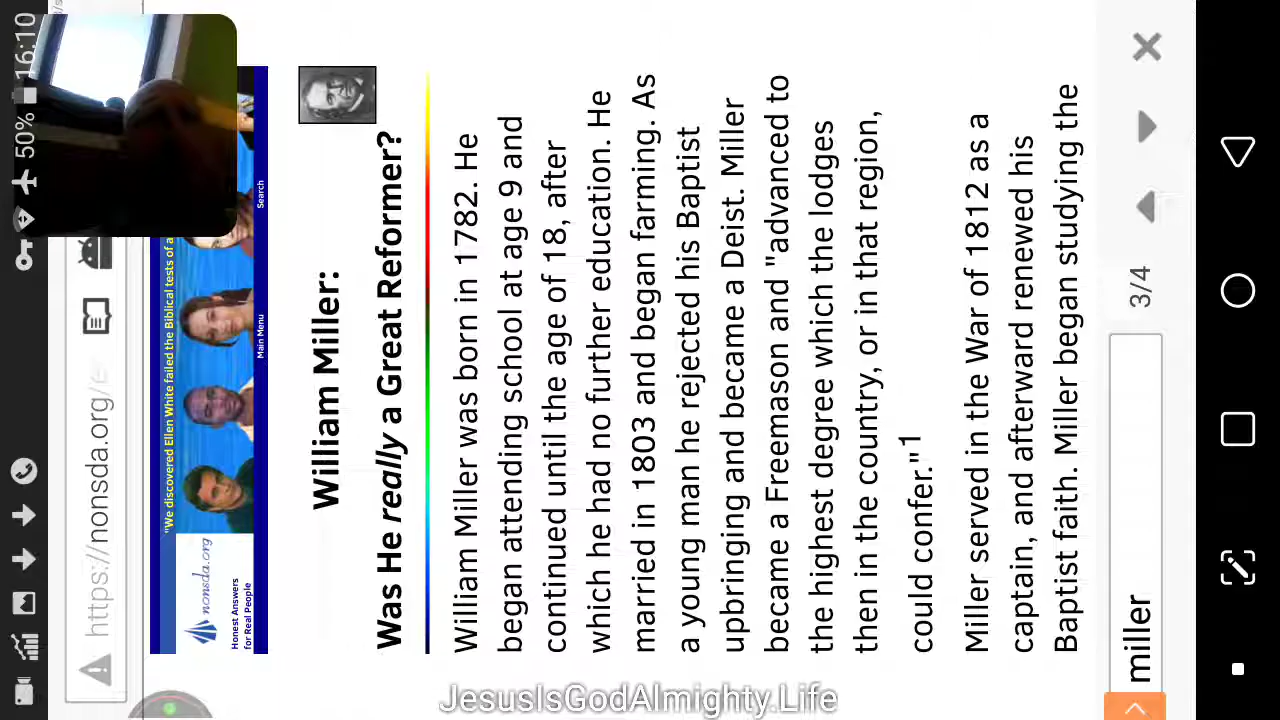 16:10
50%
https://nonsda.org/e
"We discovered Ellen White failed the Biblical tests of a
nonsda.org
Honest Answers
for Real People
Main Menu
Search
William Miller:
Was He really a Great Reformer?
William Miller was born in 1782. He
began attending school at age 9 and
continued until the age of 18, after
which he had no further education. He
married in 1803 and began farming. As
a young man he rejected his Baptist
upbringing and became a Deist. Miller
became a Freemason and "advanced to
the highest degree which the lodges
then in the country, or in that region,
could confer."1
Miller served in the War of 1812 as a
captain, and afterward renewed his
Baptist faith. Miller began studying the
miller
3/4
JesusIsGodAlmighty.Life